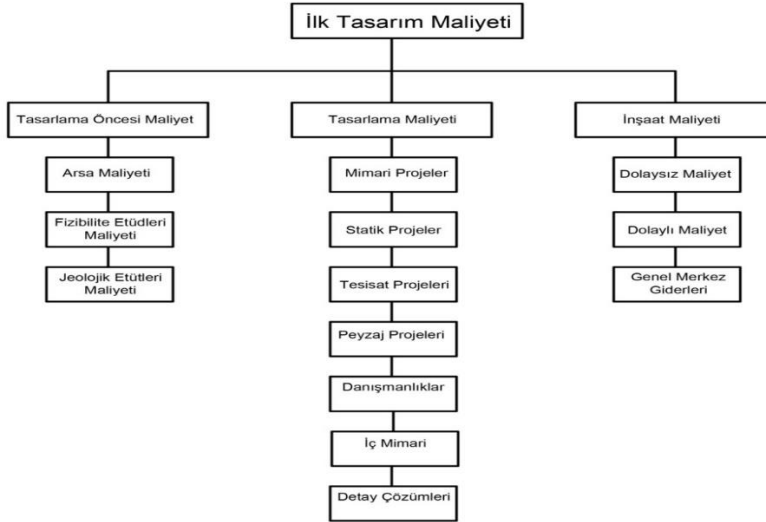 İlk Tasarım Maliyeti
Tasarlama Öncesi Maliyet
Arsa Maliyeti
Fizibilite Etüdleri
Maliyeti
Jeolojik Etütleri
Maliyeti
Tasarlama Maliyeti
Mimari Projeler
Statik Projeler
Tesisat Projeleri
Peyzaj Projeleri
Danışmanlıklar
İç Mimari
Detay Çözümleri
İnşaat Maliyeti
Dolaysız Maliyet
Dolaylı Maliyet
Genel Merkez
Giderleri